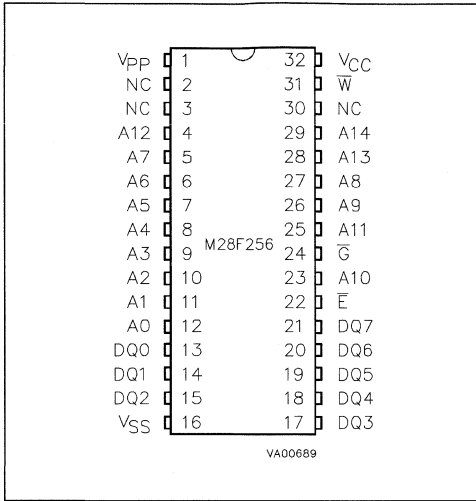 VPP 1 32 VCC
NC 2 31 W̅
NC 3 30 NC
A12 4 29 A14
A7 5 28 A13
A6 6 27 A8
A5 7 26 A9
A4 8 25 A11
M28F256
A3 9 24 G̅
A2 10 23 A10
A1 11 22 E̅
A0 12 21 DQ7
DQ0 13 20 DQ6
DQ1 14 19 DQ5
DQ2 15 18 DQ4
VSS 16 17 DQ3
VA00689